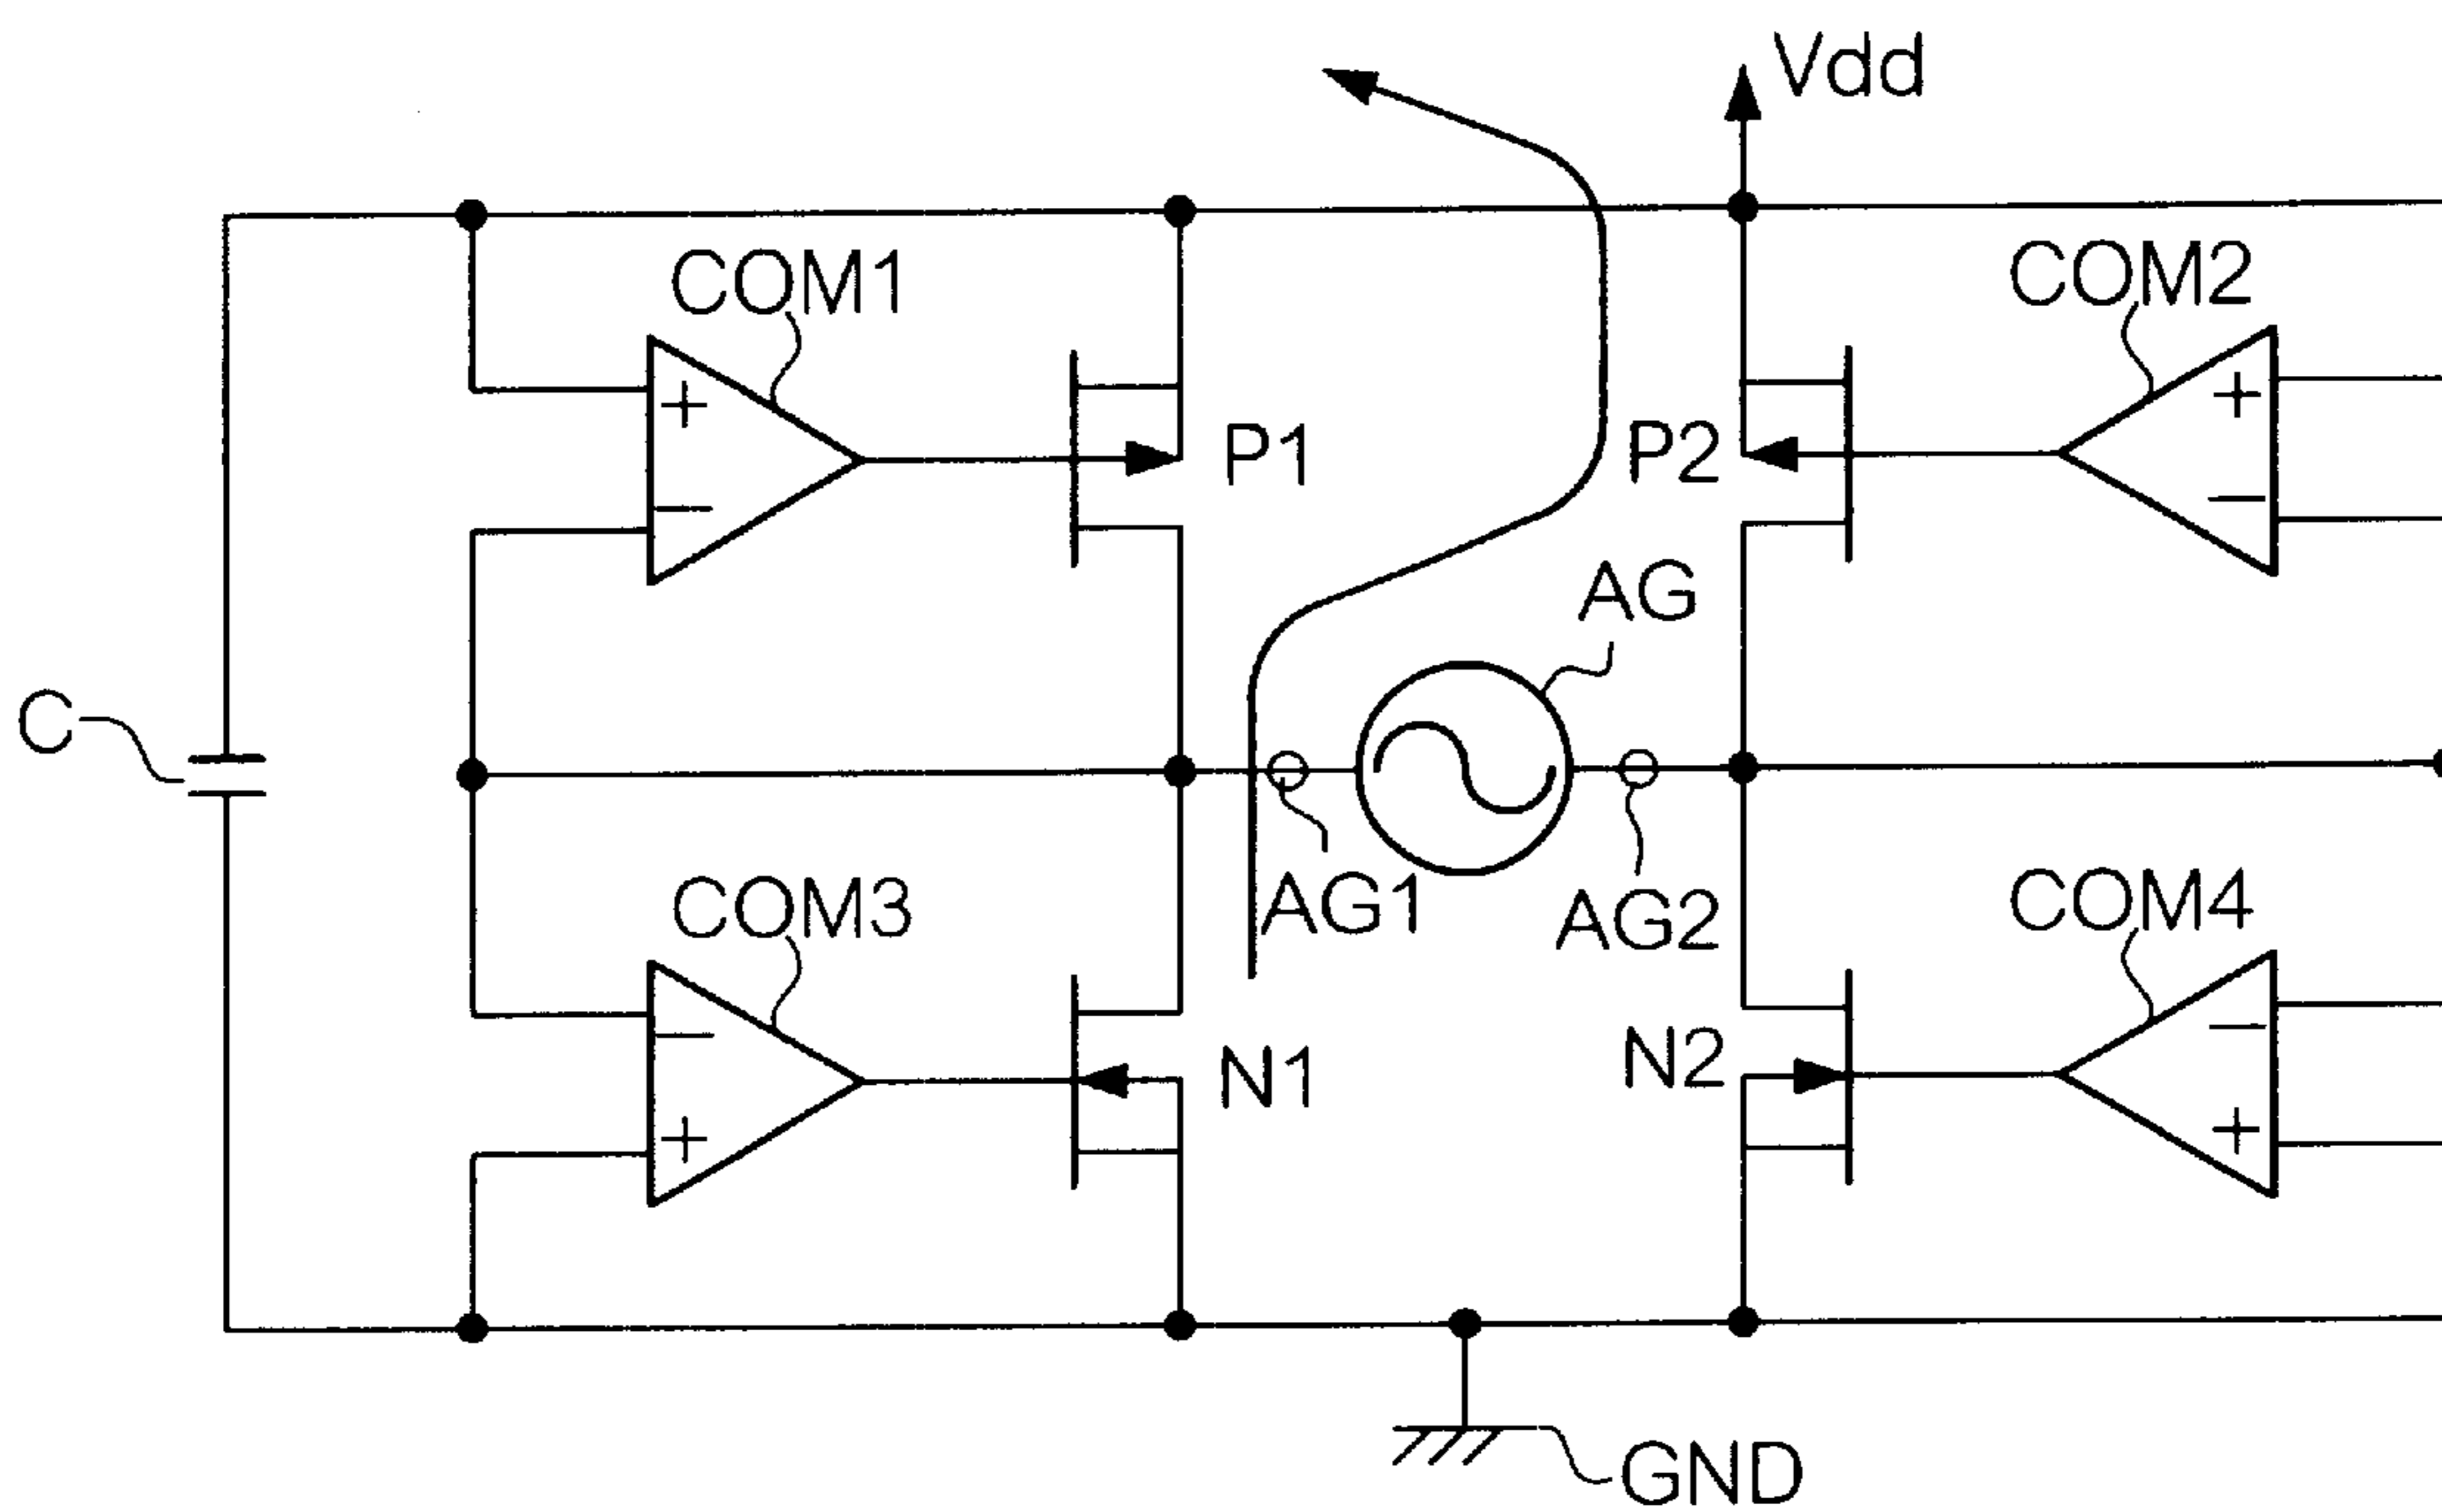 Vdd
COM1
COM2
+
+
P1
P2
−
−
AG
C
COM3
AG1
AG2
COM4
−
−
N1
N2
+
+
GND